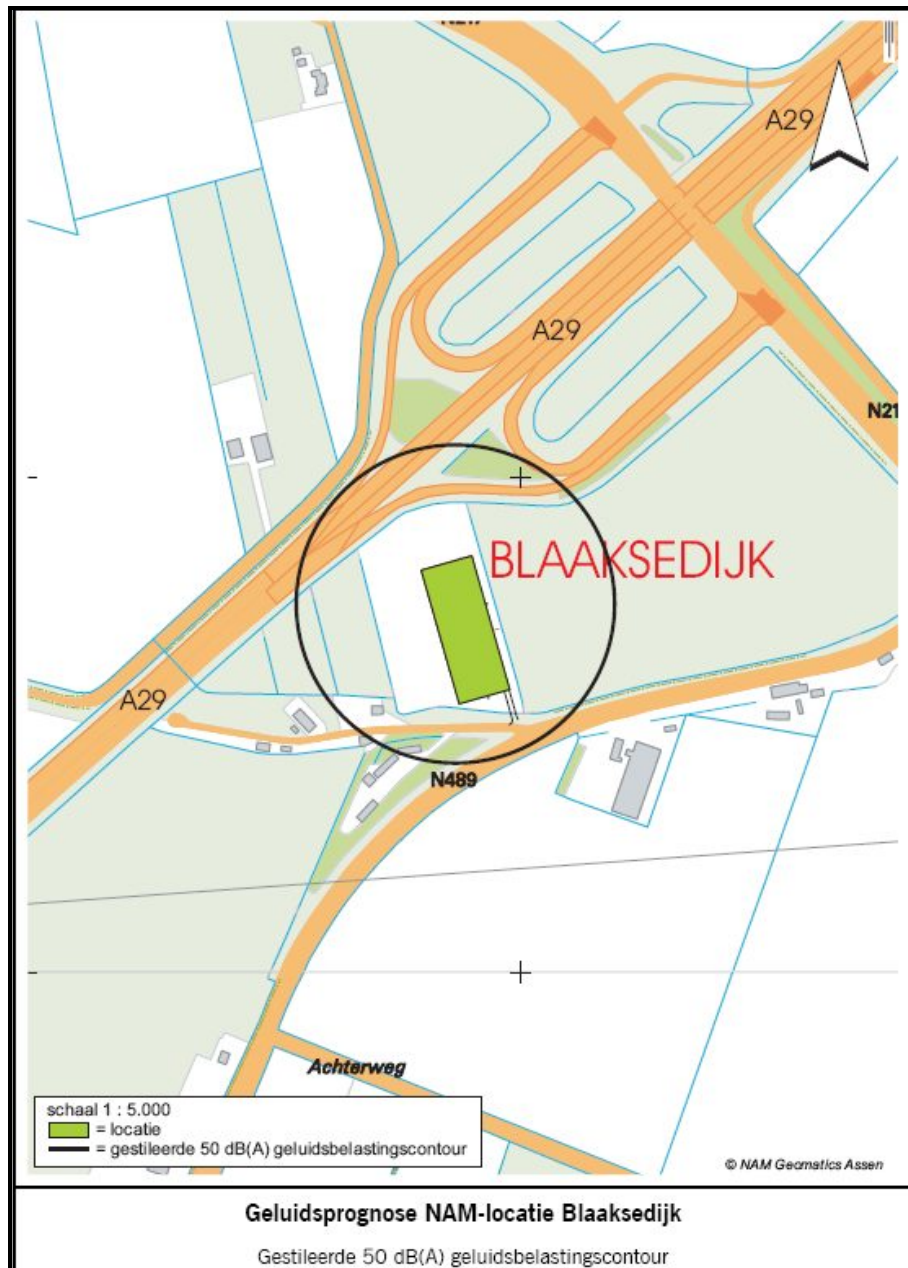 N217
A29
A29
N21
BLAAKSEDIJK
A29
N489
Achterweg
schaal 1 : 5.000
= locatie
= gestileerde 50 dB(A) geluidsbelastingscontour
© NAM Geomatics Assen
Geluidsprognose NAM-locatie Blaaksedijk
Gestileerde 50 dB(A) geluidsbelastingscontour